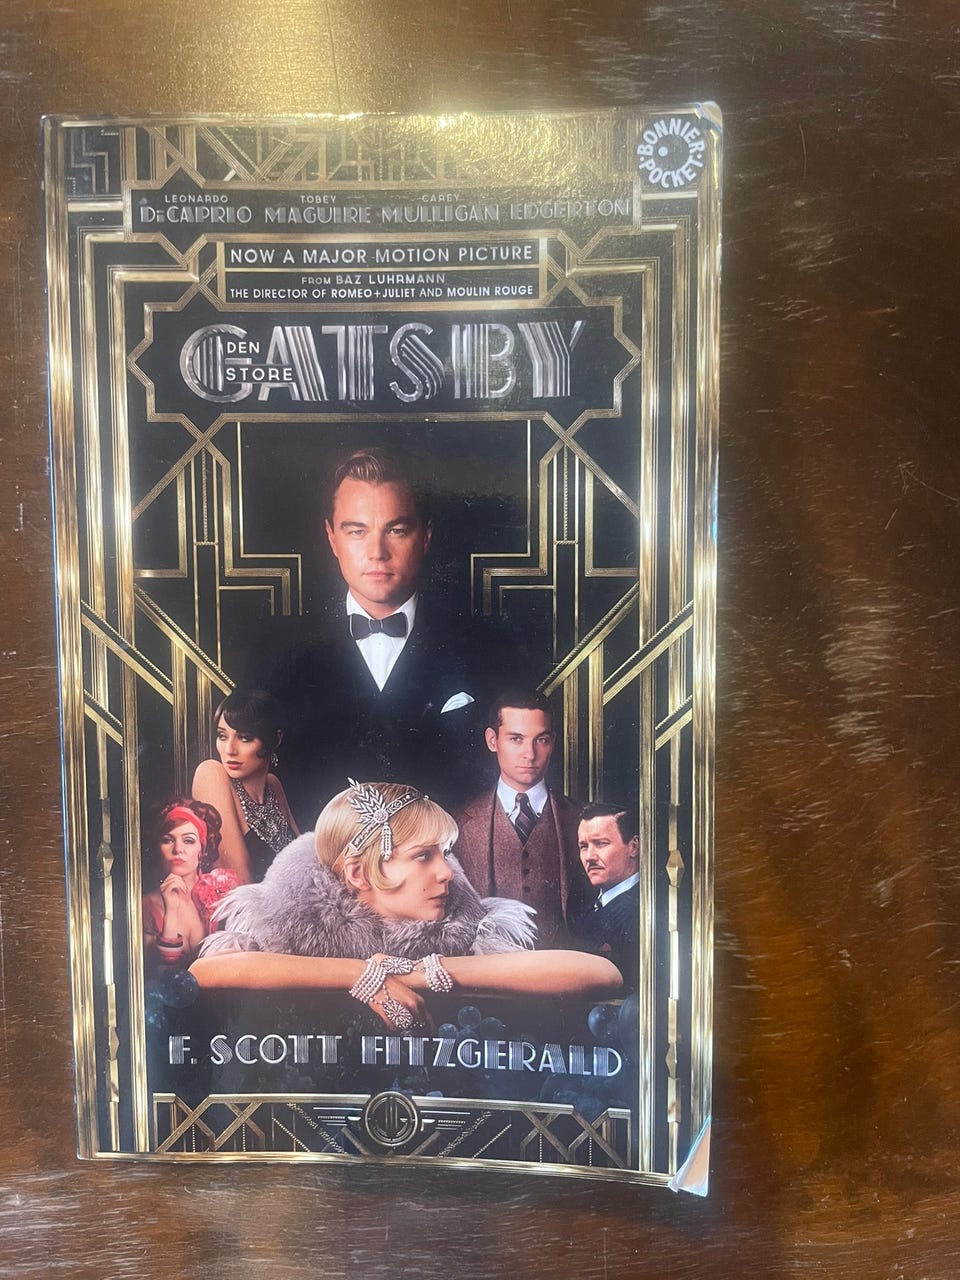 BONNIER POCKET
LEONARDO DiCAPRIO TOBEY MAGUIRE CAREY MULLIGAN JOEL EDGERTON
NOW A MAJOR MOTION PICTURE
FROM BAZ LUHRMANN
THE DIRECTOR OF ROMEO+JULIET AND MOULIN ROUGE
DEN
STORE
GATSBY
F. SCOTT FITZGERALD
JG